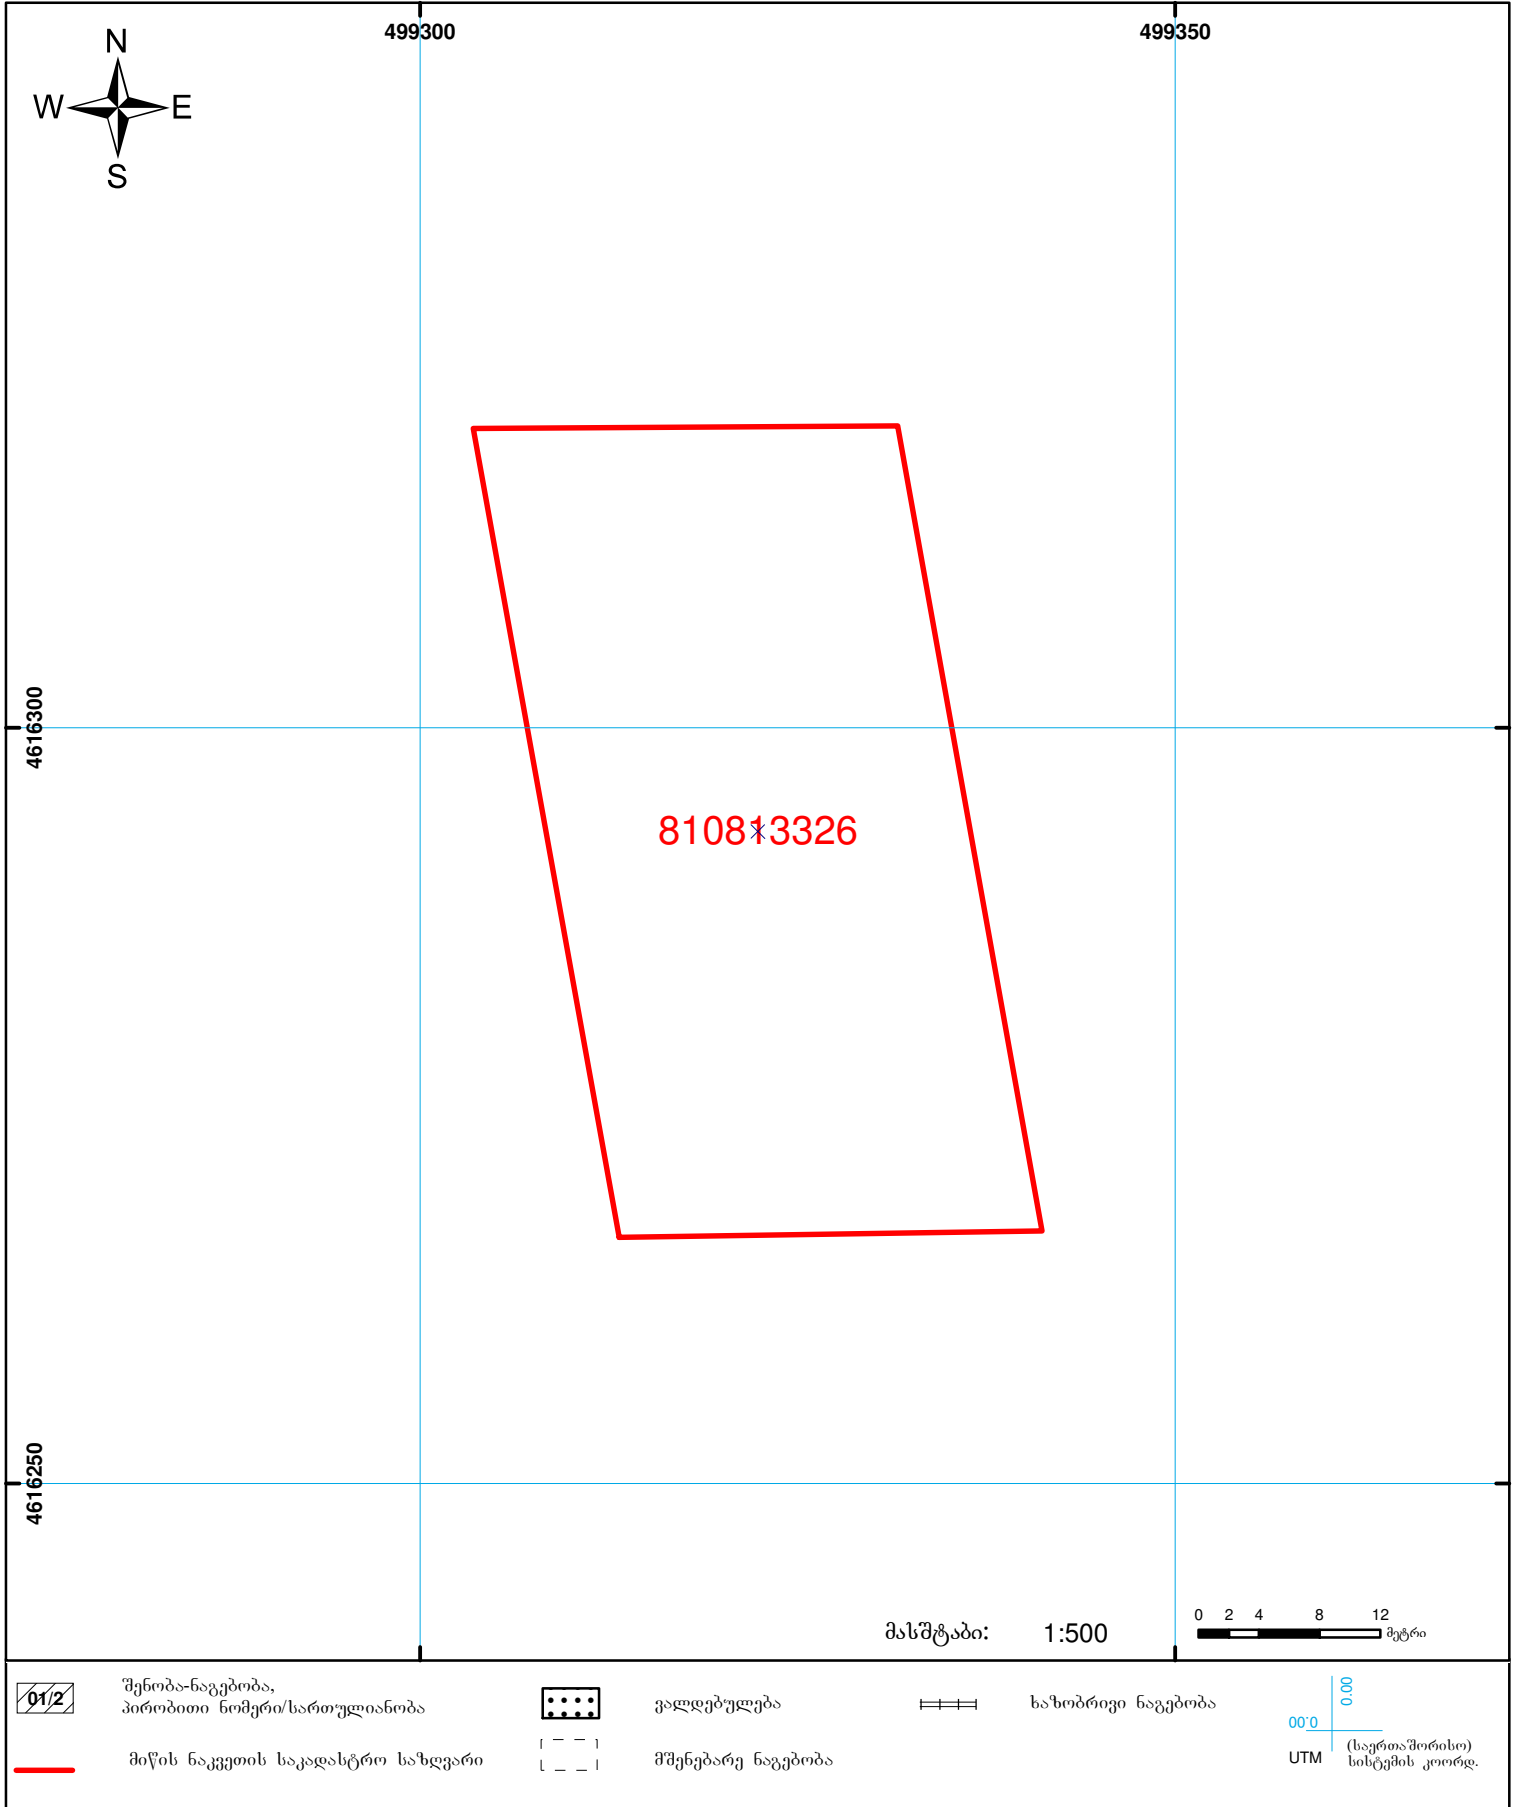 499300 499350
N
W E
S
4616300
810813326
4616250
მასშტაბი: 1:500
0 2 4 8 12
მეტრი
01/2
შენობა-ნაგებობა,
პირობითი ნომერი/სართულიანობა
ვალდებულება
ხაზობრივი ნაგებობა
მიწის ნაკვეთის საკადასტრო საზღვარი
მშენებარე ნაგებობა
0.00
00.0
UTM
(საერთაშორისო)
სისტემის კოორდ.